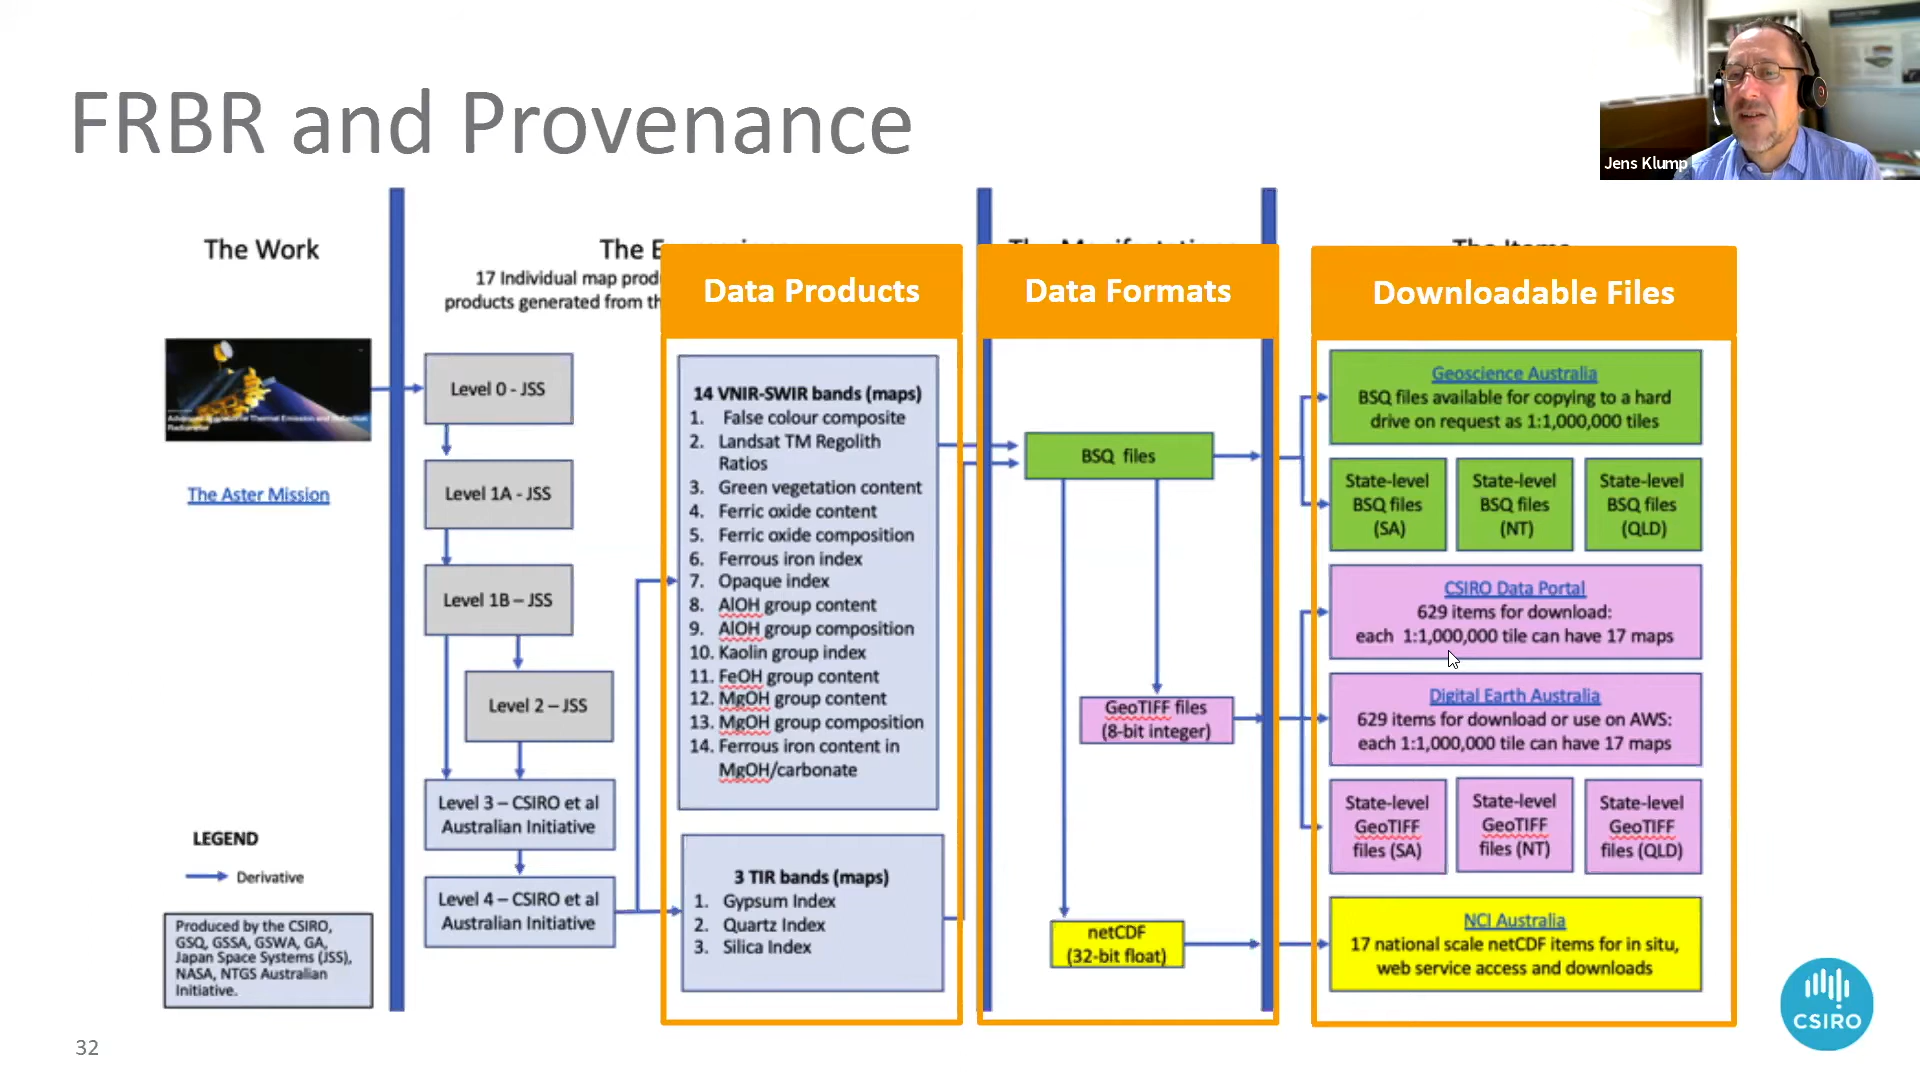 FRBR and Provenance
Jens Klump
The Work
The Aster Mission
LEGEND
Derivative
Produced by the CSIRO,
GSQ, GSSA, GSWA, GA,
Japan Space Systems (JSS),
NASA, NTGS Australian
Initiative.
The
17 Individual map
products generated from
Level 0 - JSS
Level 1A - JSS
Level 1B – JSS
Level 2 – JSS
Level 3 – CSIRO et al
Australian Initiative
Level 4 – CSIRO et al
Australian Initiative
Data Products
14 VNIR-SWIR bands (maps)
1. False colour composite
2. Landsat TM Regolith
Ratios
3. Green vegetation content
4. Ferric oxide content
5. Ferric oxide composition
6. Ferrous iron index
7. Opaque index
8. AlOH group content
9. AlOH group composition
10. Kaolin group index
11. FeOH group content
12. MgOH group content
13. MgOH group composition
14. Ferrous iron content in
MgOH/carbonate
3 TIR bands (maps)
1. Gypsum Index
2. Quartz Index
3. Silica Index
Data Formats
BSQ files
GeoTIFF files
(8-bit integer)
netCDF
(32-bit float)
Downloadable Files
Geoscience Australia
BSQ files available for copying to a hard
drive on request as 1:1,000,000 tiles
State-level
BSQ files
(SA)
State-level
BSQ files
(NT)
State-level
BSQ files
(QLD)
CSIRO Data Portal
629 items for download:
each 1:1,000,000 tile can have 17 maps
Digital Earth Australia
629 items for download or use on AWS:
each 1:1,000,000 tile can have 17 maps
State-level
GeoTIFF
files (SA)
State-level
GeoTIFF
files (NT)
State-level
GeoTIFF
files (QLD)
NCI Australia
17 national scale netCDF items for in situ,
web service access and downloads
CSIRO
32